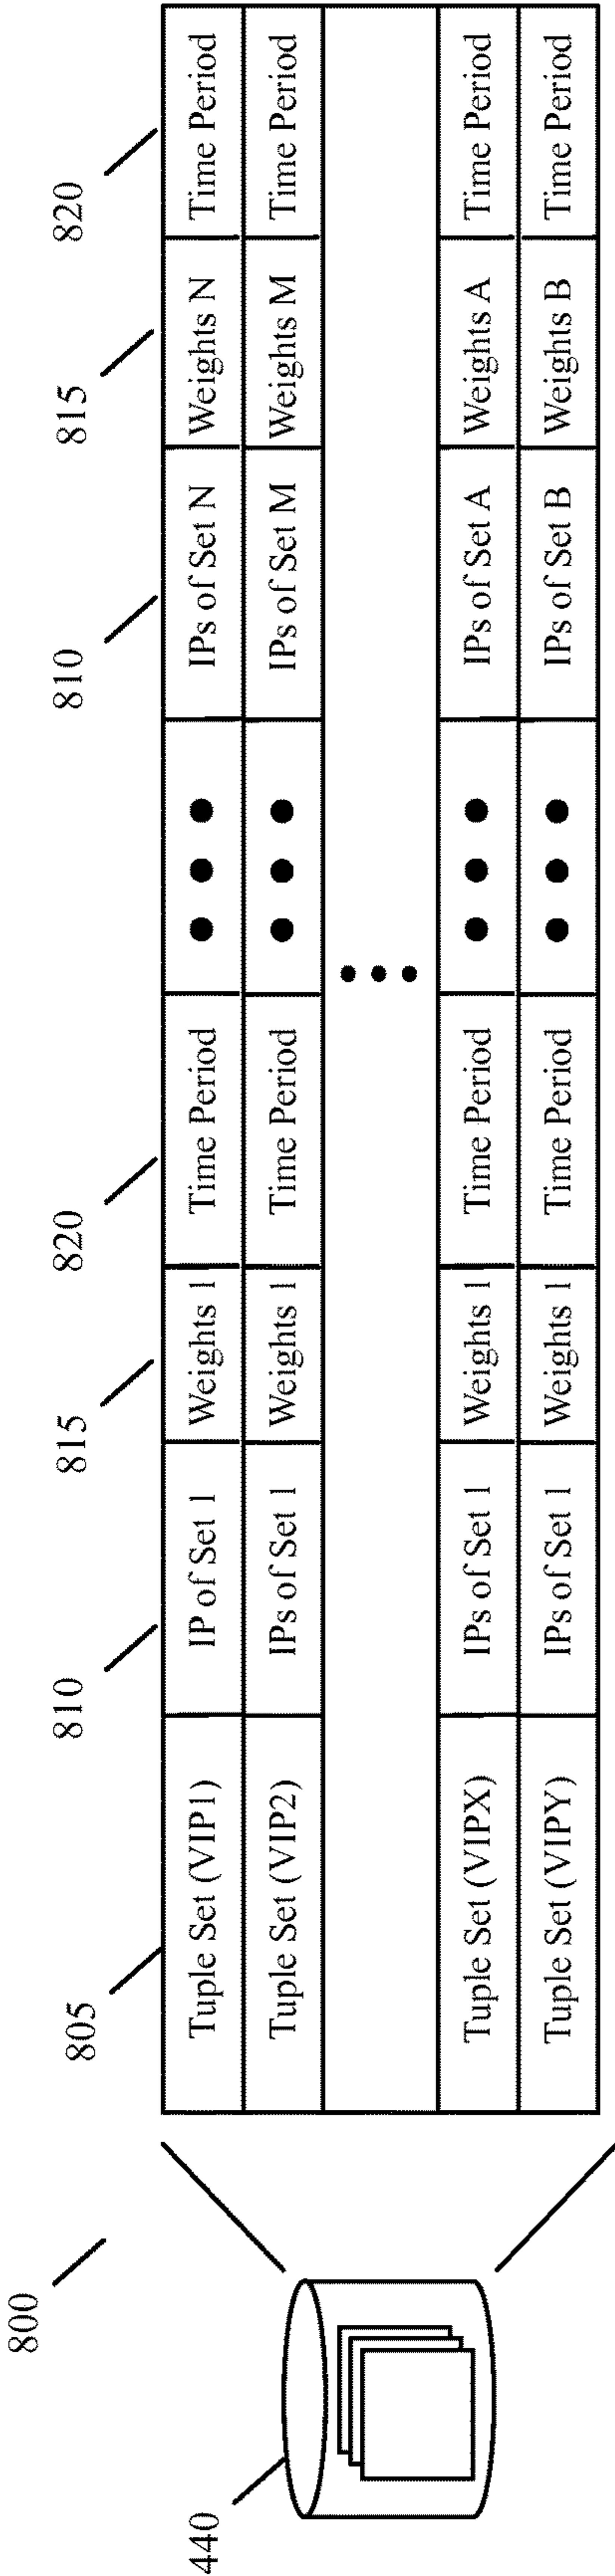 800
440
805 810 815 820 810 815 820
Tuple Set (VIP1) IP of Set 1 Weights 1 Time Period ● ● ● IPs of Set N Weights N Time Period
Tuple Set (VIP2) IPs of Set 1 Weights 1 Time Period ● ● ● IPs of Set M Weights M Time Period
● ● ●
Tuple Set (VIPX) IPs of Set 1 Weights 1 Time Period ● ● ● IPs of Set A Weights A Time Period
Tuple Set (VIPY) IPs of Set 1 Weights 1 Time Period ● ● ● IPs of Set B Weights B Time Period